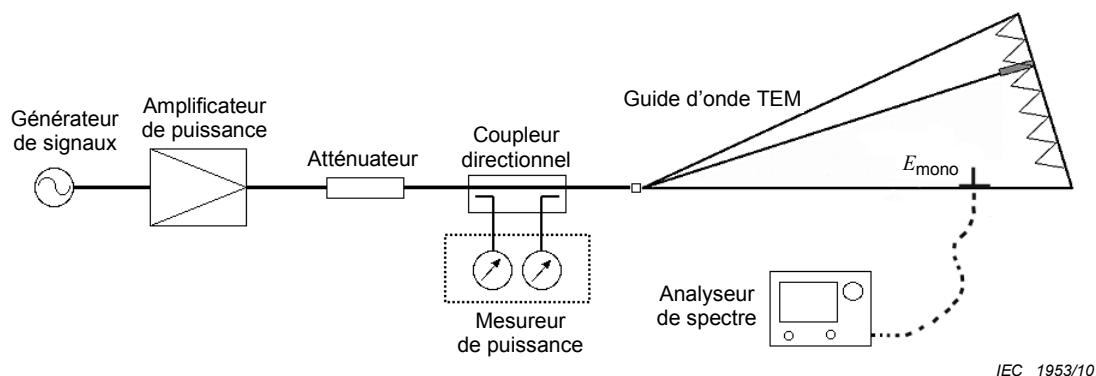 Générateur
de signaux
Amplificateur
de puissance
Atténuateur
Coupleur
directionnel
Mesureur
de puissance
Guide d'onde TEM
Emono
Analyseur
de spectre
IEC 1953/10